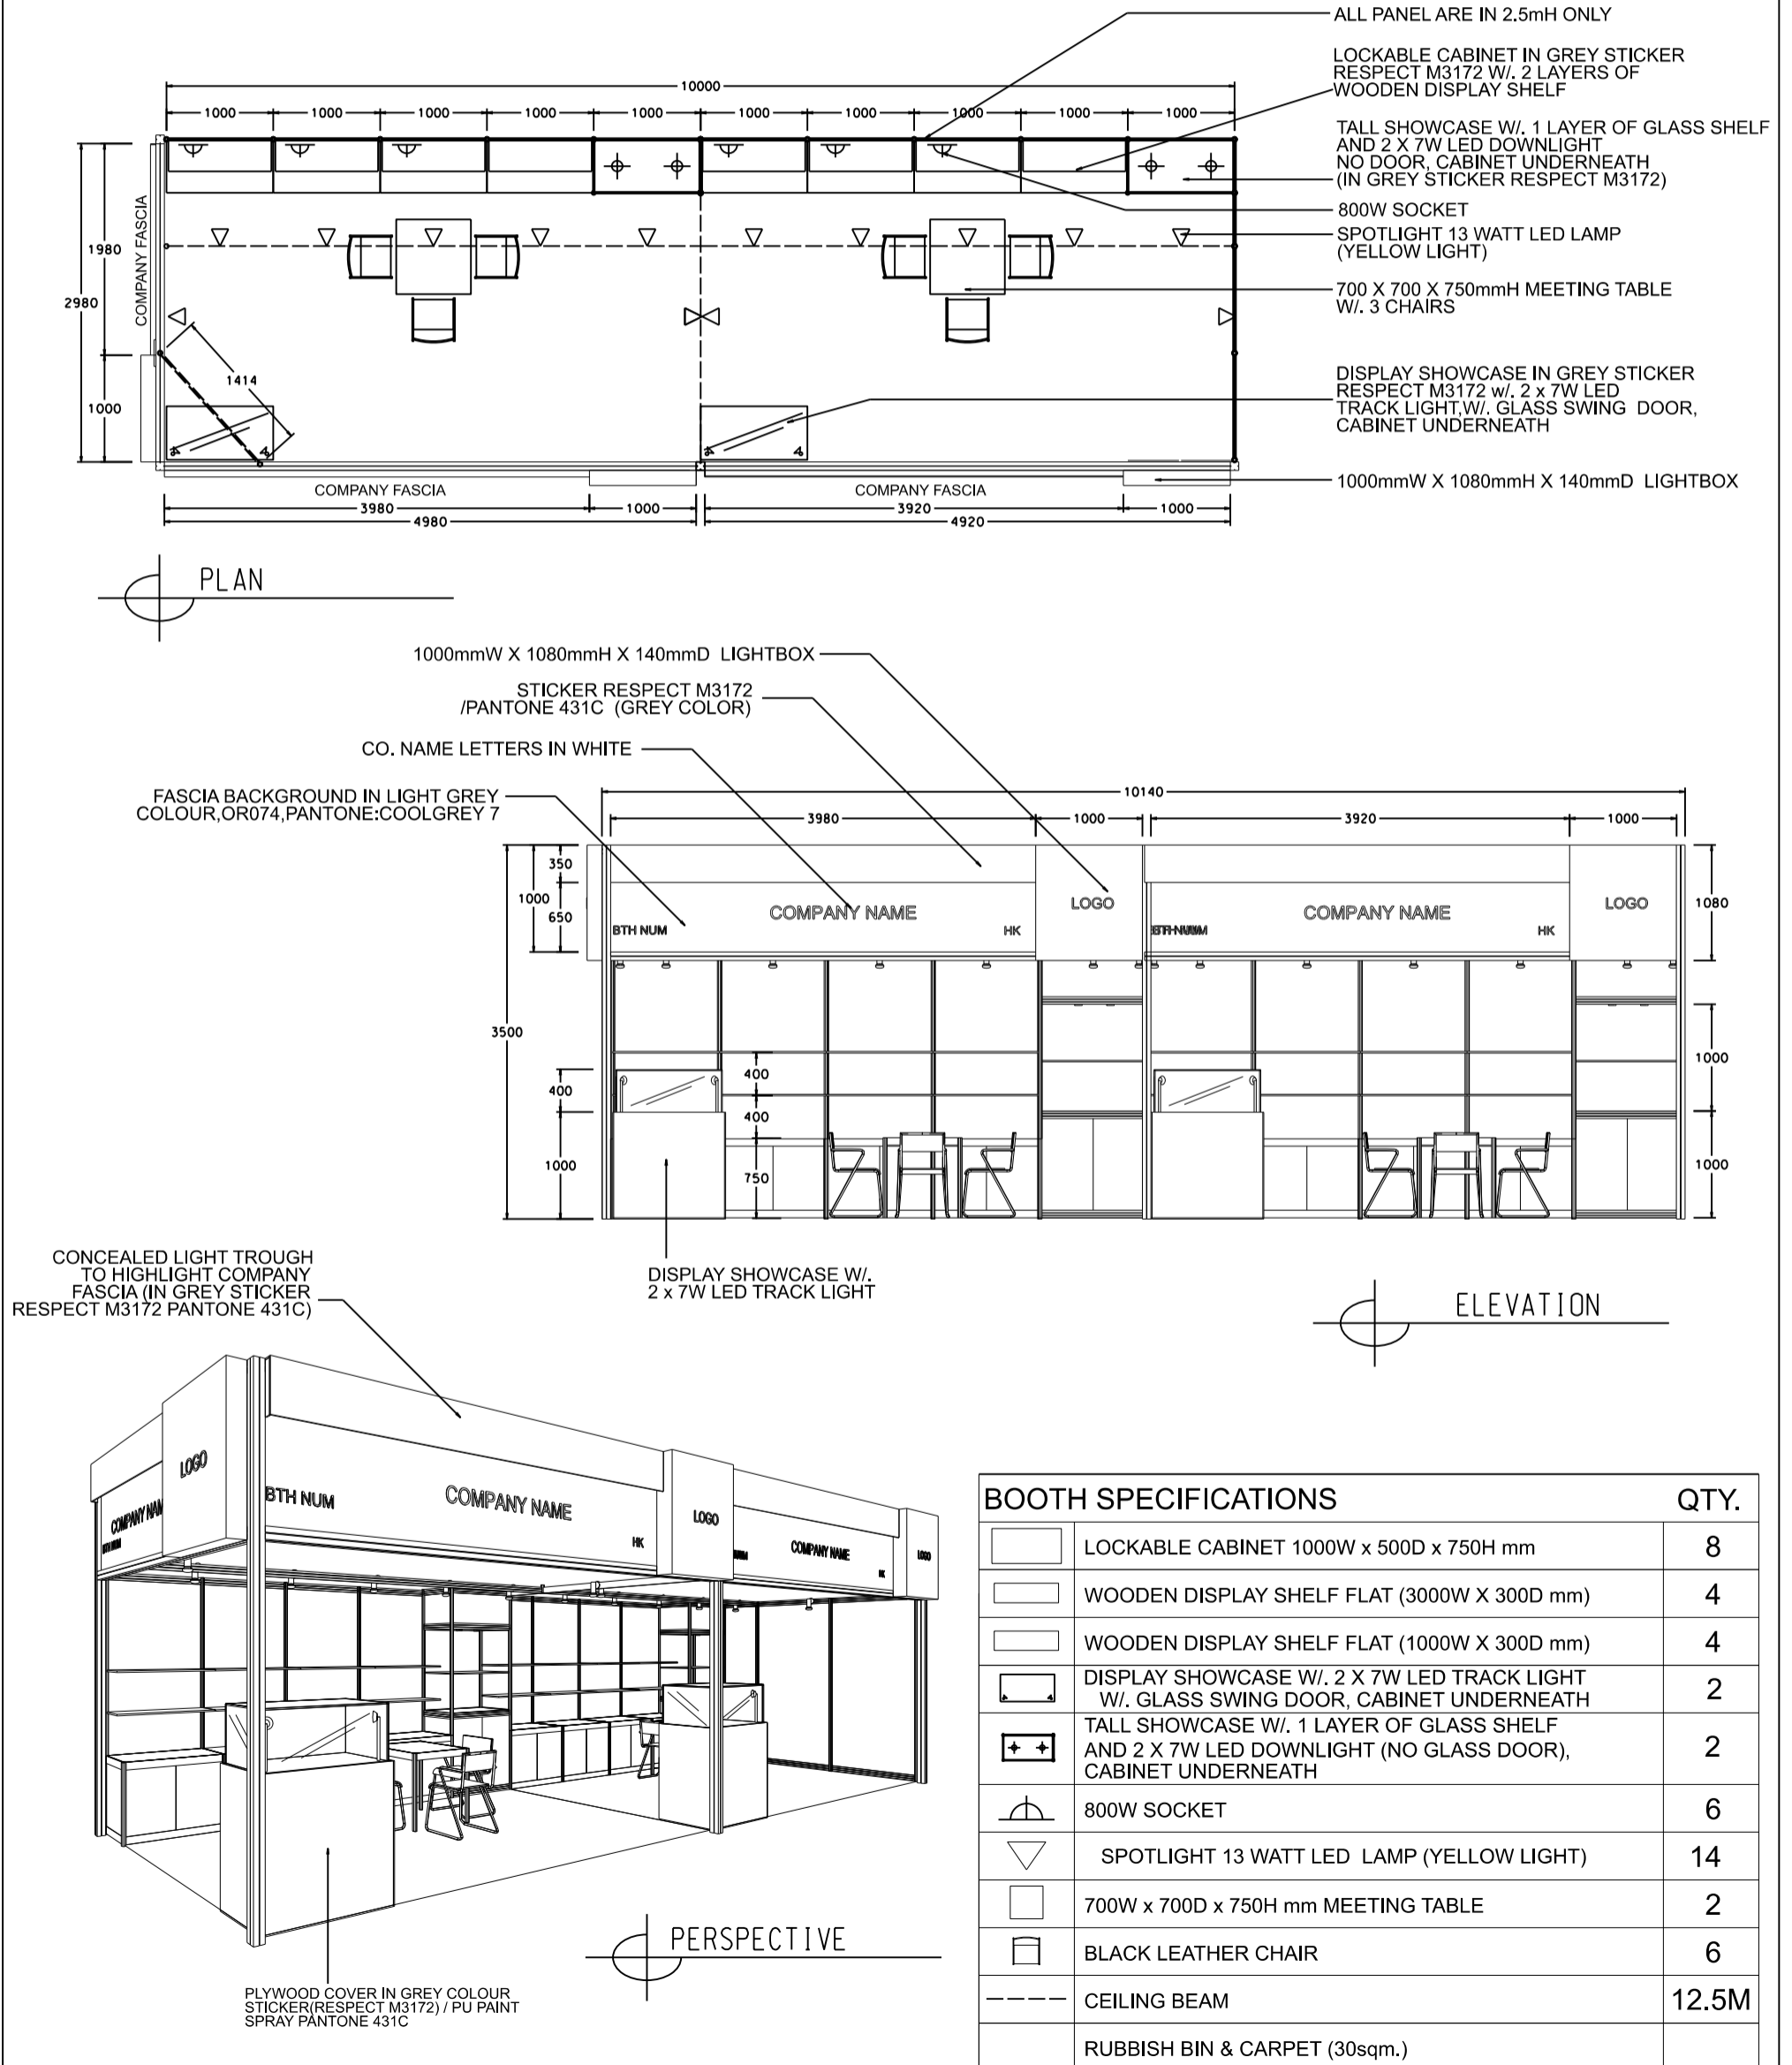 ALL PANEL ARE IN 2.5mH ONLY
LOCKABLE CABINET IN GREY STICKER
RESPECT M3172 W/. 2 LAYERS OF
WOODEN DISPLAY SHELF
TALL SHOWCASE W/. 1 LAYER OF GLASS SHELF
AND 2 X 7W LED DOWNLIGHT
NO DOOR, CABINET UNDERNEATH
(IN GREY STICKER RESPECT M3172)
800W SOCKET
SPOTLIGHT 13 WATT LED LAMP
(YELLOW LIGHT)
700 X 700 X 750mmH MEETING TABLE
W/. 3 CHAIRS
DISPLAY SHOWCASE IN GREY STICKER
RESPECT M3172 w/. 2 x 7W LED
TRACK LIGHT,W/. GLASS SWING DOOR,
CABINET UNDERNEATH
1000mmW X 1080mmH X 140mmD LIGHTBOX
10000
1000 1000 1000 1000 1000 1000 1000 1000 1000 1000
COMPANY FASCIA
1980
2980
1000
1414
COMPANY FASCIA
COMPANY FASCIA
3980 1000 3920 1000
4980 4920
PLAN
1000mmW X 1080mmH X 140mmD LIGHTBOX
STICKER RESPECT M3172
/PANTONE 431C (GREY COLOR)
CO. NAME LETTERS IN WHITE
FASCIA BACKGROUND IN LIGHT GREY
COLOUR,OR074,PANTONE:COOLGREY 7
10140
3980 1000 3920 1000
350
1000
650
3500
400
1000
400
400
750
1080
1000
1000
COMPANY NAME
BTH NUM
HK
LOGO
COMPANY NAME
HK
LOGO
DISPLAY SHOWCASE W/.
2 x 7W LED TRACK LIGHT
ELEVATION
CONCEALED LIGHT TROUGH
TO HIGHLIGHT COMPANY
FASCIA (IN GREY STICKER
RESPECT M3172 PANTONE 431C)
LOGO
COMPANY NAM
BTH NUM
BTH NUM
COMPANY NAME
HK
LOGO
COMPANY NAME
LOGO
PERSPECTIVE
PLYWOOD COVER IN GREY COLOUR
STICKER(RESPECT M3172) / PU PAINT
SPRAY PANTONE 431C
BOOTH SPECIFICATIONS QTY.
LOCKABLE CABINET 1000W x 500D x 750H mm 8
WOODEN DISPLAY SHELF FLAT (3000W X 300D mm) 4
WOODEN DISPLAY SHELF FLAT (1000W X 300D mm) 4
DISPLAY SHOWCASE W/. 2 X 7W LED TRACK LIGHT
W/. GLASS SWING DOOR, CABINET UNDERNEATH 2
TALL SHOWCASE W/. 1 LAYER OF GLASS SHELF
AND 2 X 7W LED DOWNLIGHT (NO GLASS DOOR),
CABINET UNDERNEATH 2
800W SOCKET 6
SPOTLIGHT 13 WATT LED LAMP (YELLOW LIGHT) 14
700W x 700D x 750H mm MEETING TABLE 2
BLACK LEATHER CHAIR 6
CEILING BEAM 12.5M
RUBBISH BIN & CARPET (30sqm.)